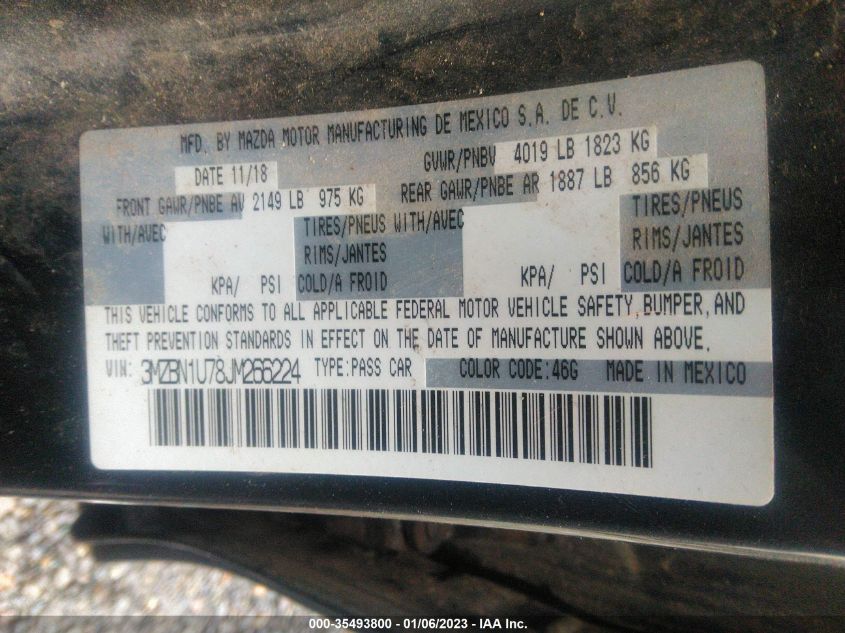 MFD. BY MAZDA MOTOR MANUFACTURING DE MEXICO S.A. DE C.V.
DATE 11/18 GVWR/PNBV 4019 LB 1823 KG
FRONT GAWR/PNBE AV 2149 LB 975 KG REAR GAWR/PNBE AR 1887 LB 856 KG
WITH/AVEC TIRES/PNEUS WITH/AVEC TIRES/PNEUS
RIMS/JANTES RIMS/JANTES
KPA/ PSI COLD/A FROID KPA/ PSI COLD/A FROID
THIS VEHICLE CONFORMS TO ALL APPLICABLE FEDERAL MOTOR VEHICLE SAFETY, BUMPER, AND
THEFT PREVENTION STANDARDS IN EFFECT ON THE DATE OF MANUFACTURE SHOWN ABOVE.
VIN: 3MZBN1U78JM266224 TYPE:PASS CAR COLOR CODE:46G MADE IN MEXICO
000-35493800 - 01/06/2023 - IAA Inc.